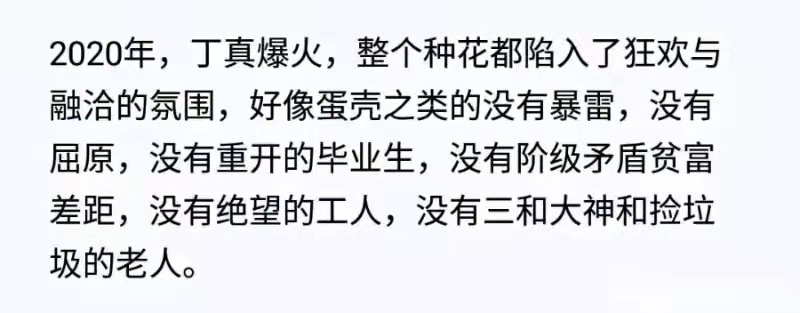 2020年，丁真爆火，整个种花都陷入了狂欢与
融洽的氛围，好像蛋壳之类的没有暴雷，没有
屈原，没有重开的毕业生，没有阶级矛盾贫富
差距，没有绝望的工人，没有三和大神和捡垃
圾的老人。